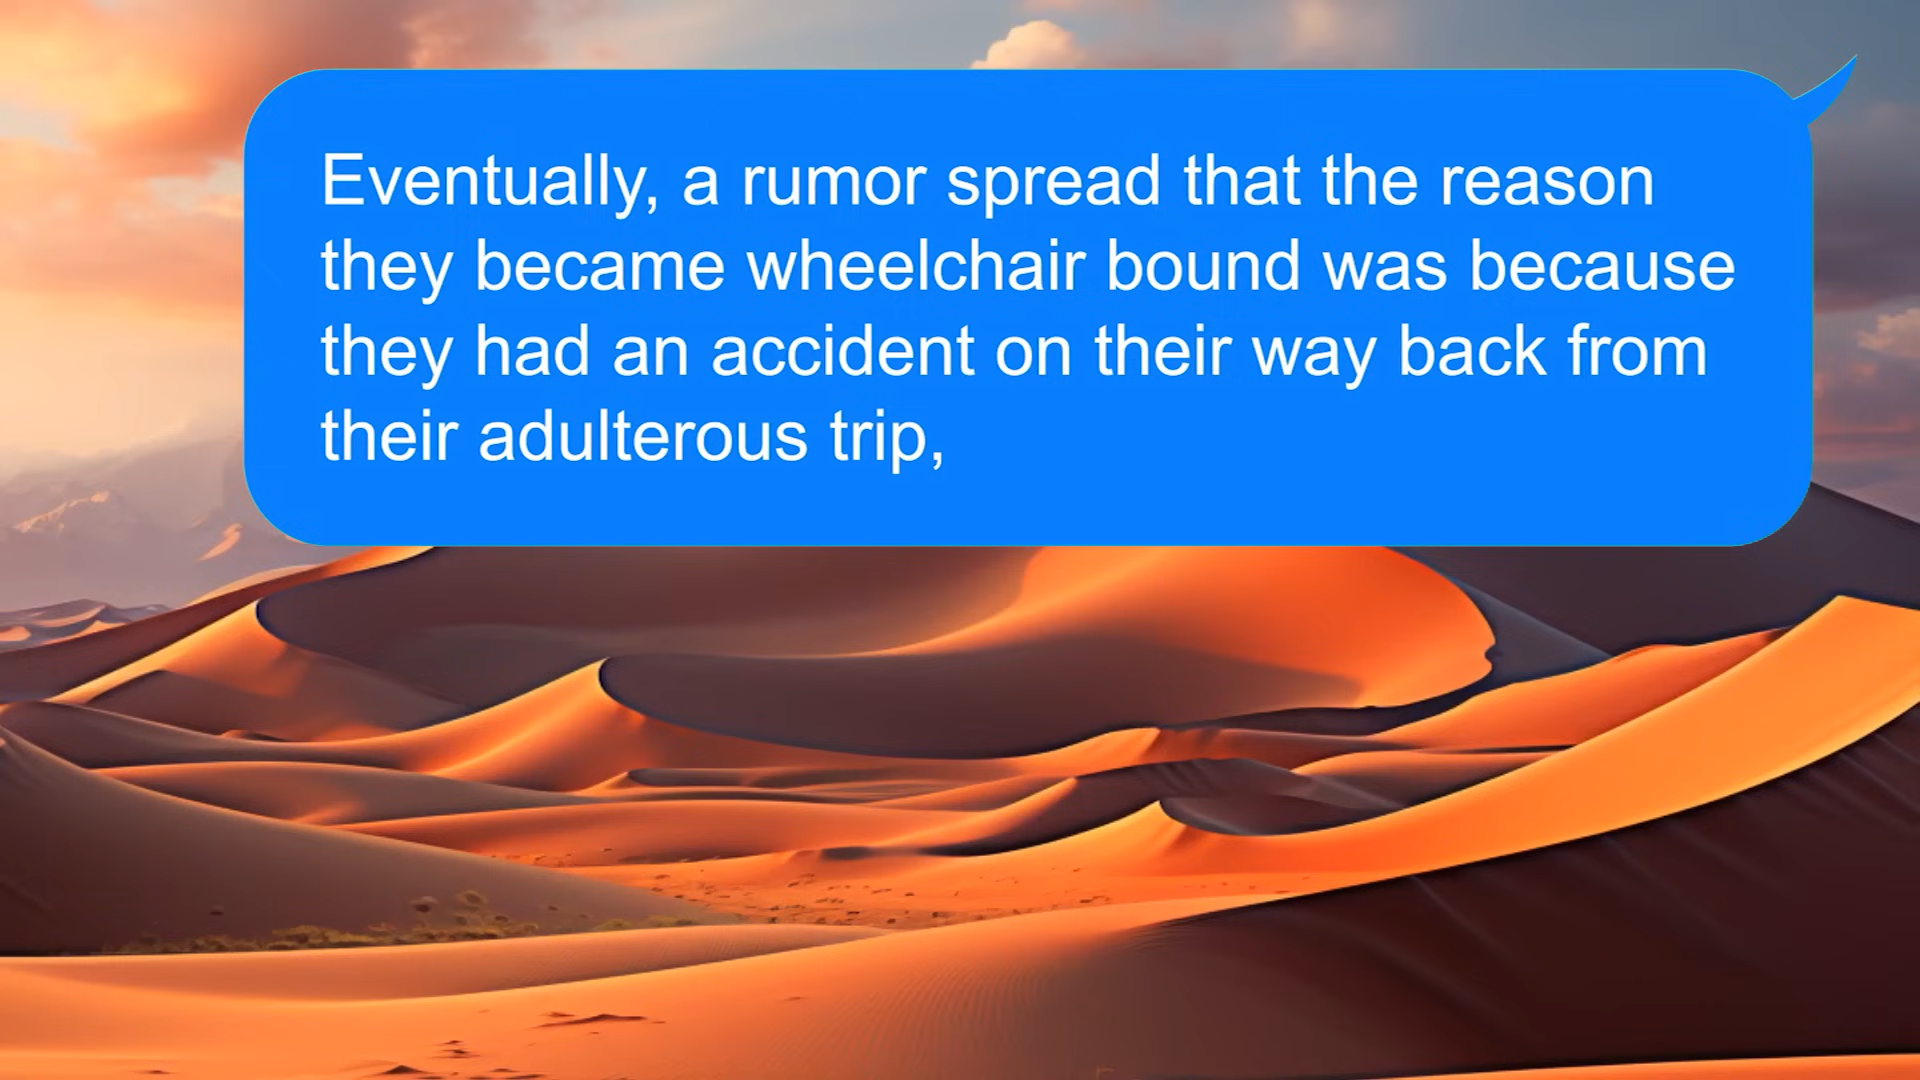 Eventually, a rumor spread that the reason
they became wheelchair bound was because
they had an accident on their way back from
their adulterous trip,